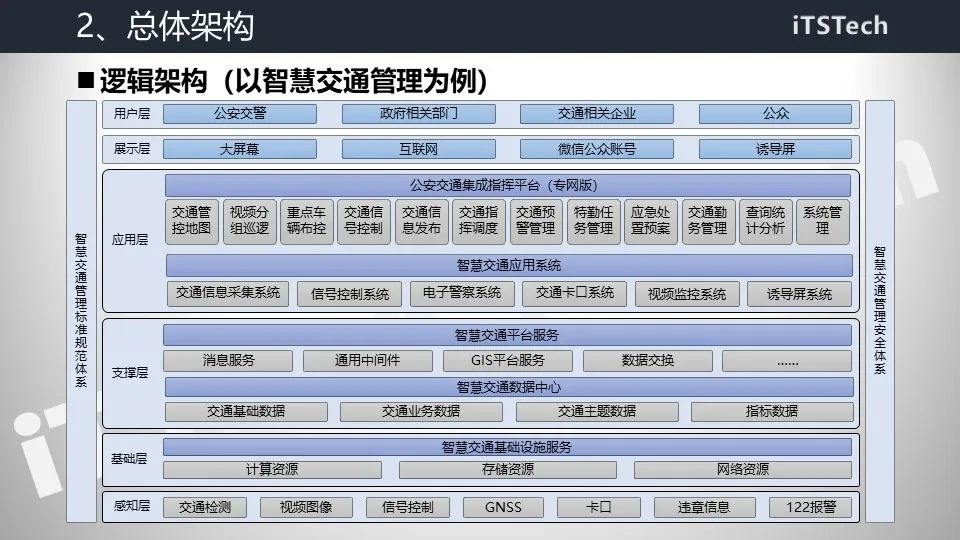 2、总体架构
iTSTech
■逻辑架构（以智慧交通管理为例）
智慧交通管理标准规范体系
用户层
公安交警
政府相关部门
交通相关企业
公众
展示层
大屏幕
互联网
微信公众账号
诱导屏
应用层
公安交通集成指挥平台（专网版）
交通管
控地图
视频分
组巡逻
重点车
辆布控
交通信
号控制
交通信
息发布
交通指
挥调度
交通预
警管理
特勤任
务管理
应急处
置预案
交通勤
务管理
查询统
计分析
系统管
理
智慧交通应用系统
交通信息采集系统
信号控制系统
电子警察系统
交通卡口系统
视频监控系统
诱导屏系统
支撑层
智慧交通平台服务
消息服务
通用中间件
GIS平台服务
数据交换
......
智慧交通数据中心
交通基础数据
交通业务数据
交通主题数据
指标数据
基础层
智慧交通基础设施服务
计算资源
存储资源
网络资源
感知层
交通检测
视频图像
信号控制
GNSS
卡口
违章信息
122报警
智慧交通管理安全体系